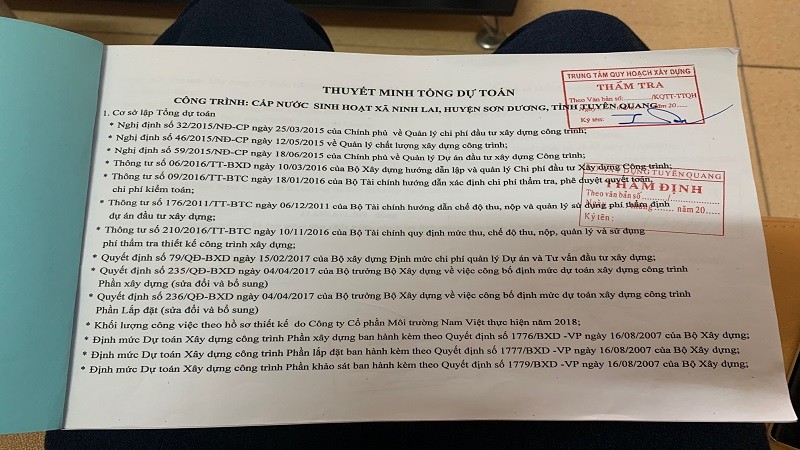 THUYẾT MINH TỔNG DỰ TOÁN
CÔNG TRÌNH: CẤP NƯỚC SINH HOẠT XÃ NINH LAI, HUYỆN SƠN DƯƠNG, TỈNH TUYÊN QUANG
TRUNG TÂM QUY HOẠCH XÂY DỰNG
THẨM TRA
Theo Văn bản số:......../KQTT-TTQH
năm 20.....
Ký tên:
1. Cơ sở lập Tổng dự toán
* Nghị định số 32/2015/NĐ-CP ngày 25/03/2015 của Chính phủ về Quản lý chi phí đầu tư xây dựng công trình;
* Nghị định số 46/2015/NĐ-CP ngày 12/05/2015 về Quản lý chất lượng xây dựng công trình;
* Nghị định số 59/2015/NĐ-CP ngày 18/06/2015 của Chính phủ về Quản lý Dự án đầu tư xây dựng công trình;
* Thông tư số 06/2016/TT-BXD ngày 10/03/2016 của Bộ Xây dựng hướng dẫn lập và quản lý Chi phí đầu tư Xây dựng Công trình;
* Thông tư số 09/2016/TT-BTC ngày 18/01/2016 của Bộ Tài chính hướng dẫn xác định chi phí thẩm tra, phê duyệt quyết toán,
chi phí kiểm toán;
* Thông tư số 176/2011/TT-BTC ngày 06/12/2011 của Bộ Tài chính hướng dẫn chế độ thu, nộp và quản lý sử dụng phí thẩm định
dự án đầu tư xây dựng;
* Thông tư số 210/2016/TT-BTC ngày 10/11/2016 của Bộ Tài chính quy định mức thu, chế độ thu, nộp, quản lý và sử dụng
phí thẩm tra thiết kế công trình xây dựng;
XÂY DỰNG TUYÊN QUANG
THẨM ĐỊNH
Theo văn bản số....../........
Ngày ...... tháng ...... năm 20.....
Ký tên :
* Quyết định số 79/QĐ-BXD ngày 15/02/2017 của Bộ xây dựng Định mức chi phí quản lý Dự án và Tư vấn đầu tư xây dựng;
* Quyết định số 235/QĐ-BXD ngày 04/04/2017 của Bộ trưởng Bộ Xây dựng về việc công bố định mức dự toán xây dựng công trình
Phần xây dựng (sửa đổi và bổ sung)
* Quyết định số 236/QĐ-BXD ngày 04/04/2017 của Bộ trưởng Bộ Xây dựng về việc công bố định mức dự toán xây dựng công trình
Phần Lắp đặt (sửa đổi và bổ sung)
* Khối lượng công việc theo hồ sơ thiết kế do Công ty Cổ phần Môi trường Nam Việt thực hiện năm 2018;
* Định mức Dự toán Xây dựng công trình Phần xây dựng ban hành kèm theo Quyết định số 1776/BXD -VP ngày 16/08/2007 của Bộ Xây dựng;
* Định mức Dự toán Xây dựng công trình Phần lắp đặt ban hành kèm theo Quyết định số 1777/BXD -VP ngày 16/08/2007 của Bộ Xây dựng;
* Định mức Dự toán Xây dựng công trình Phần khảo sát ban hành kèm theo Quyết định số 1779/BXD -VP ngày 16/08/2007 của Bộ Xây dựng;